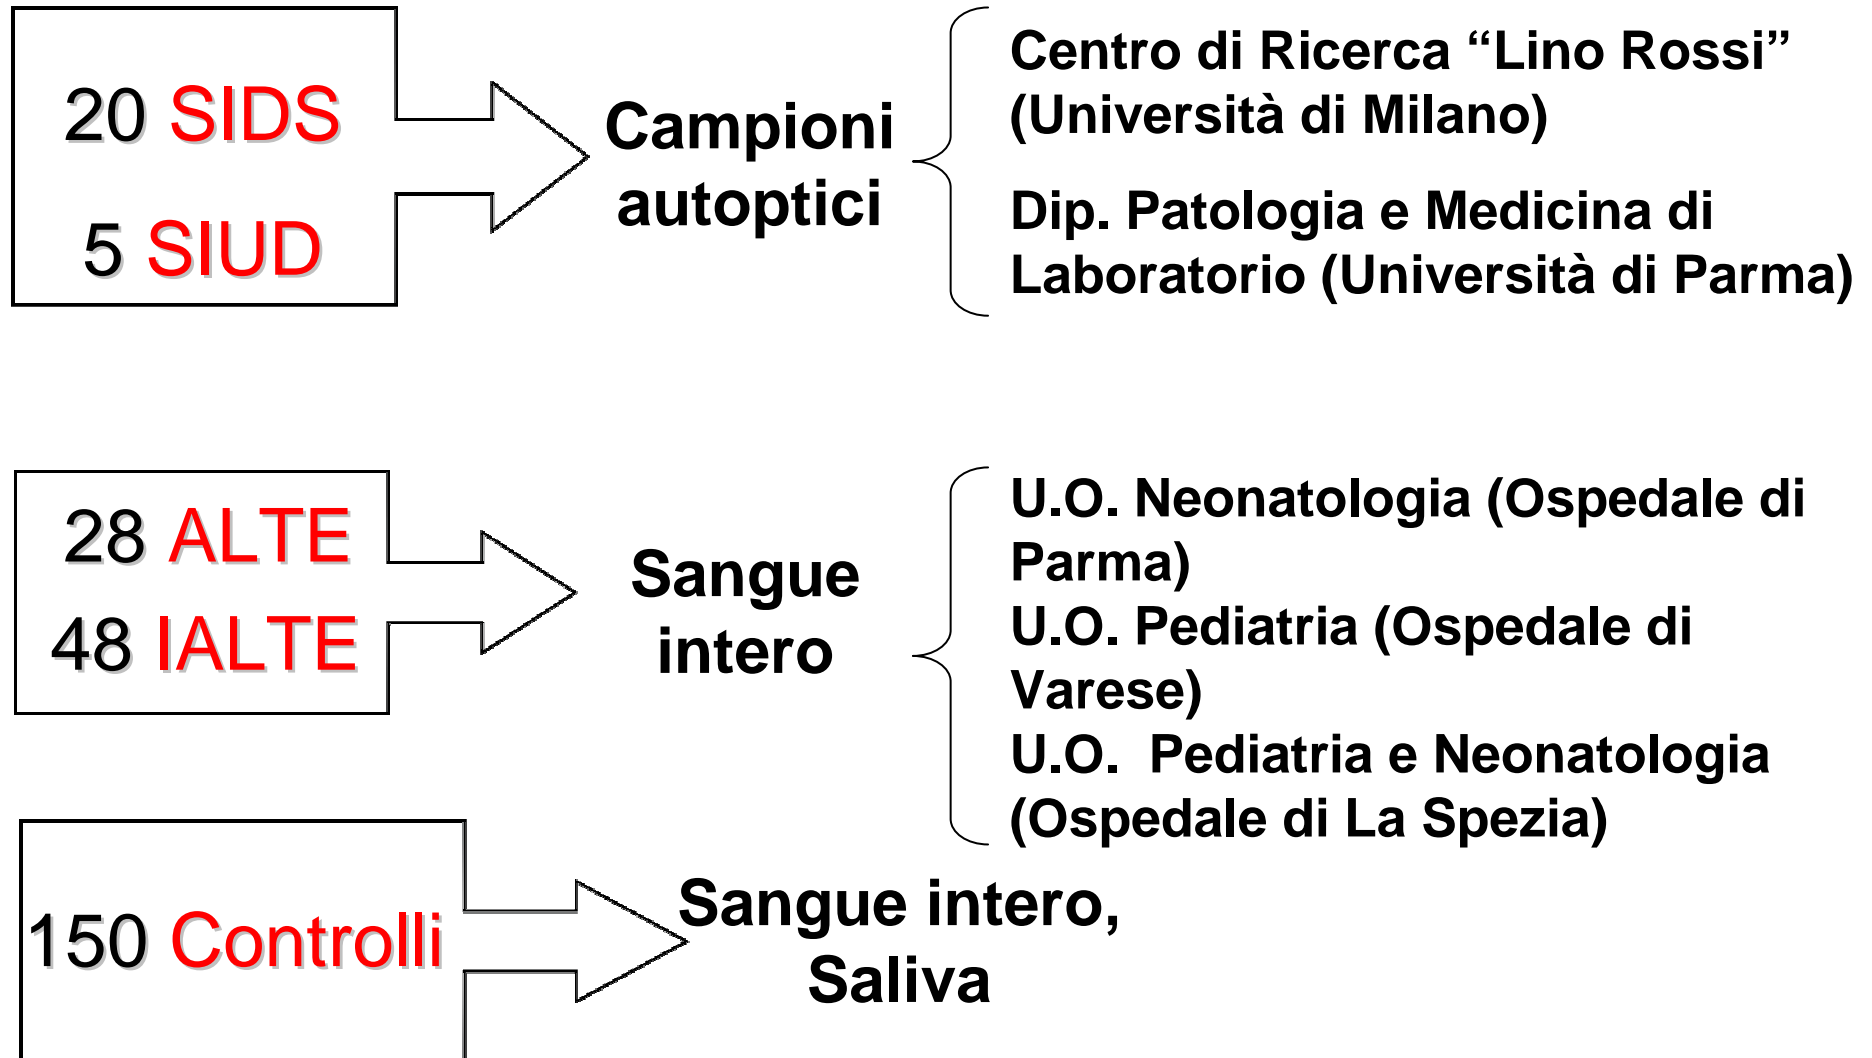 20 SIDS
5 SIUD
Campioni
autoptici
Centro di Ricerca “Lino Rossi”
(Università di Milano)
Dip. Patologia e Medicina di
Laboratorio (Università di Parma)
28 ALTE
48 IALTE
Sangue
intero
U.O. Neonatologia (Ospedale di
Parma)
U.O. Pediatria (Ospedale di
Varese)
U.O. Pediatria e Neonatologia
(Ospedale di La Spezia)
150 Controlli
Sangue intero,
Saliva